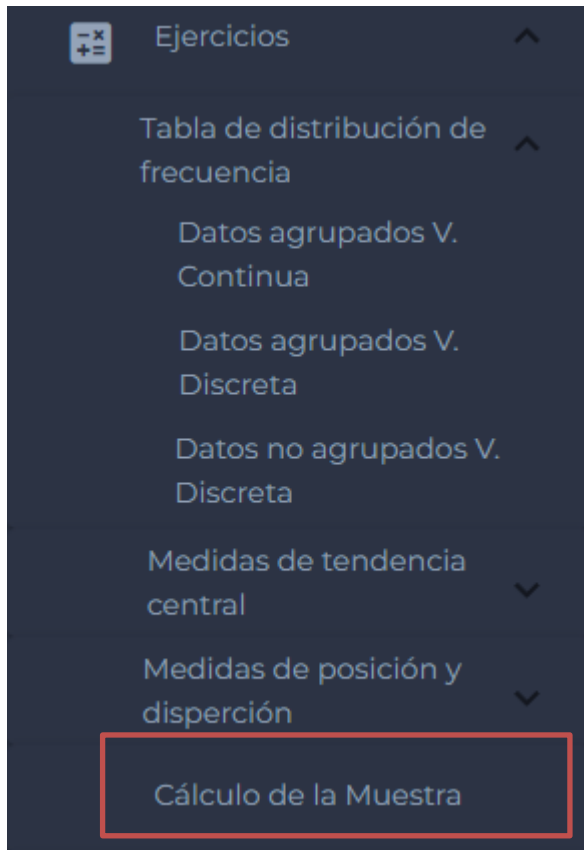 Ejercicios
Tabla de distribución de
frecuencia
Datos agrupados V.
Continua
Datos agrupados V.
Discreta
Datos no agrupados V.
Discreta
Medidas de tendencia
central
Medidas de posición y
disperción
Cálculo de la Muestra